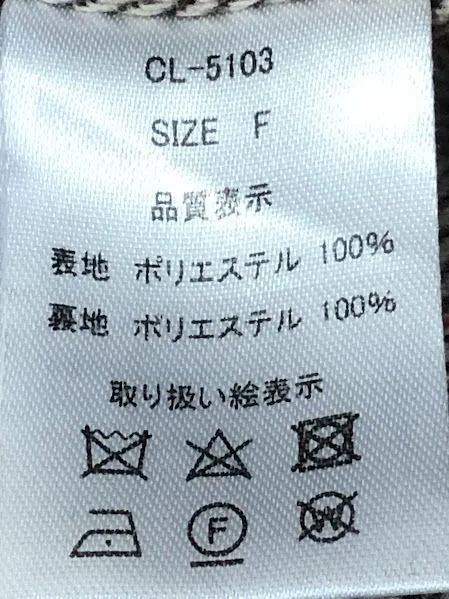 CL-5103
SIZE F
品質表示
表地 ポリエステル 100%
裏地 ポリエステル 100%
取り扱い絵表示
F
W